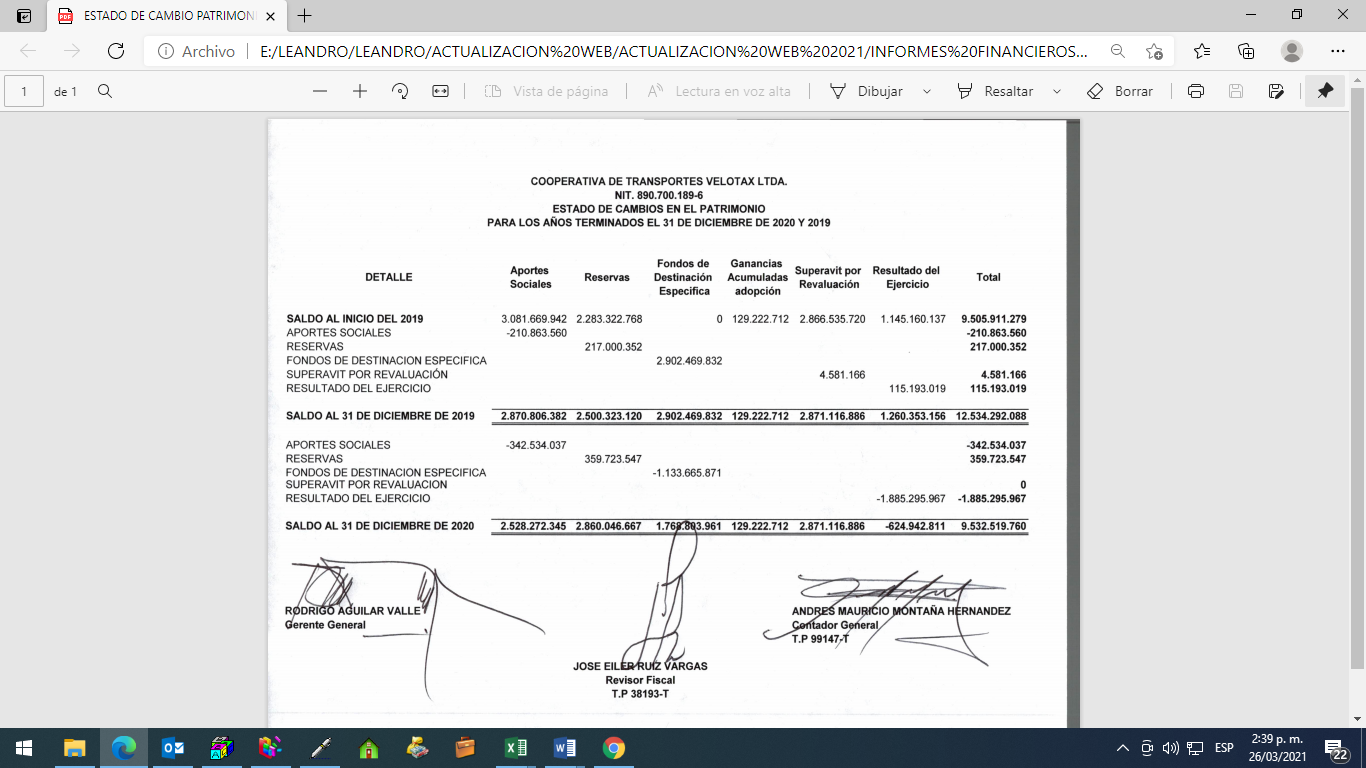 ESTADO DE CAMBIO PATRIMONI
Archivo E:/LEANDRO/LEANDRO/ACTUALIZACION%20WEB/ACTUALIZACION%20WEB%202021/INFORMES%20FINANCIEROS...
1 de 1 Vista de página Lectura en voz alta Dibujar Resaltar Borrar
COOPERATIVA DE TRANSPORTES VELOTAX LTDA.
NIT. 890.700.189-6
ESTADO DE CAMBIOS EN EL PATRIMONIO
PARA LOS AÑOS TERMINADOS EL 31 DE DICIEMBRE DE 2020 Y 2019
DETALLE Aportes Sociales Reservas Fondos de Destinación Especifica Ganancias Acumuladas adopción Superavit por Revaluación Resultado del Ejercicio Total
SALDO AL INICIO DEL 2019 3.081.669.942 2.283.322.768 0 129.222.712 2.866.535.720 1.145.160.137 9.505.911.279
APORTES SOCIALES -210.863.560 -210.863.560
RESERVAS 217.000.352 217.000.352
FONDOS DE DESTINACION ESPECIFICA 2.902.469.832
SUPERAVIT POR REVALUACIÓN 4.581.166 4.581.166
RESULTADO DEL EJERCICIO 115.193.019 115.193.019
SALDO AL 31 DE DICIEMBRE DE 2019 2.870.806.382 2.500.323.120 2.902.469.832 129.222.712 2.871.116.886 1.260.353.156 12.534.292.088
APORTES SOCIALES -342.534.037 -342.534.037
RESERVAS 359.723.547 359.723.547
FONDOS DE DESTINACION ESPECIFICA -1.133.665.871
SUPERAVIT POR REVALUACION 0
RESULTADO DEL EJERCICIO -1.885.295.967 -1.885.295.967
SALDO AL 31 DE DICIEMBRE DE 2020 2.528.272.345 2.860.046.667 1.768.803.961 129.222.712 2.871.116.886 -624.942.811 9.532.519.760
RODRIGO AGUILAR VALLE
Gerente General
JOSE EILER RUIZ VARGAS
Revisor Fiscal
T.P 38193-T
ANDRES MAURICIO MONTAÑA HERNANDEZ
Contador General
T.P 99147-T
ESP
2:39 p. m.
26/03/2021
22